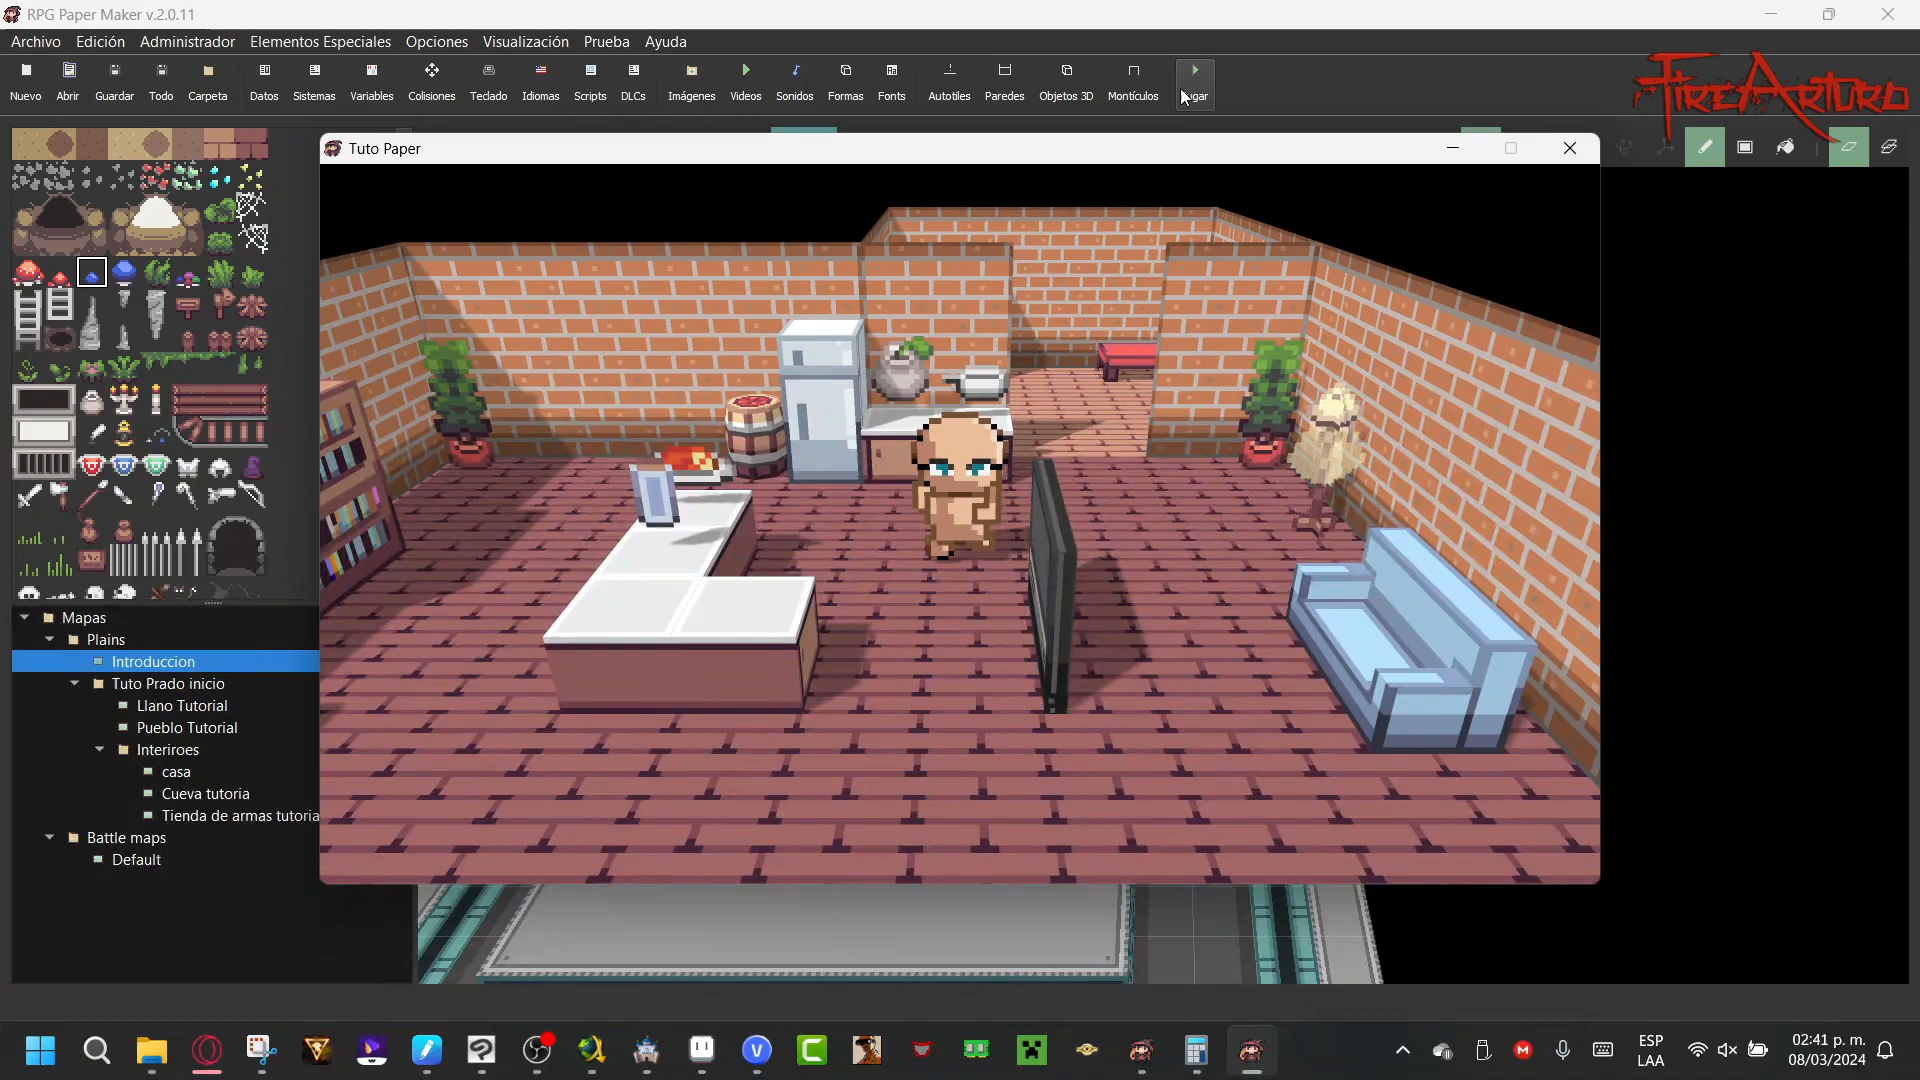 RPG Paper Maker v.2.0.11
Archivo Edición Administrador Elementos Especiales Opciones Visualización Prueba Ayuda
Nuevo Abrir Guardar Todo Carpeta Datos Sistemas Variables Colisiones Teclado Idiomas Scripts DLCs Imágenes Videos Sonidos Formas Fonts Autotiles Paredes Objetos 3D Montículos ugar
FireArturo
Tuto Paper
Mapas
Plains
Introduccion
Tuto Prado inicio
Llano Tutorial
Pueblo Tutorial
Interiroes
casa
Cueva tutoria
Tienda de armas tutoria
Battle maps
Default
ESP
LAA
02:41 p. m.
08/03/2024